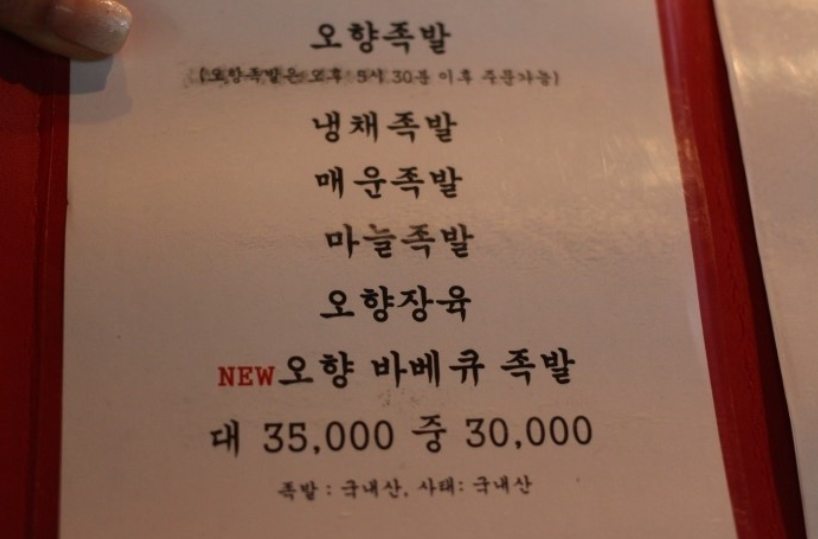 오향족발
(오향족발은 오후 5시 30분 이후 주문가능)
냉채족발
매운족발
마늘족발
오향장육
NEW오향 바베큐 족발
대 35,000 중 30,000
족발 : 국내산, 사태: 국내산